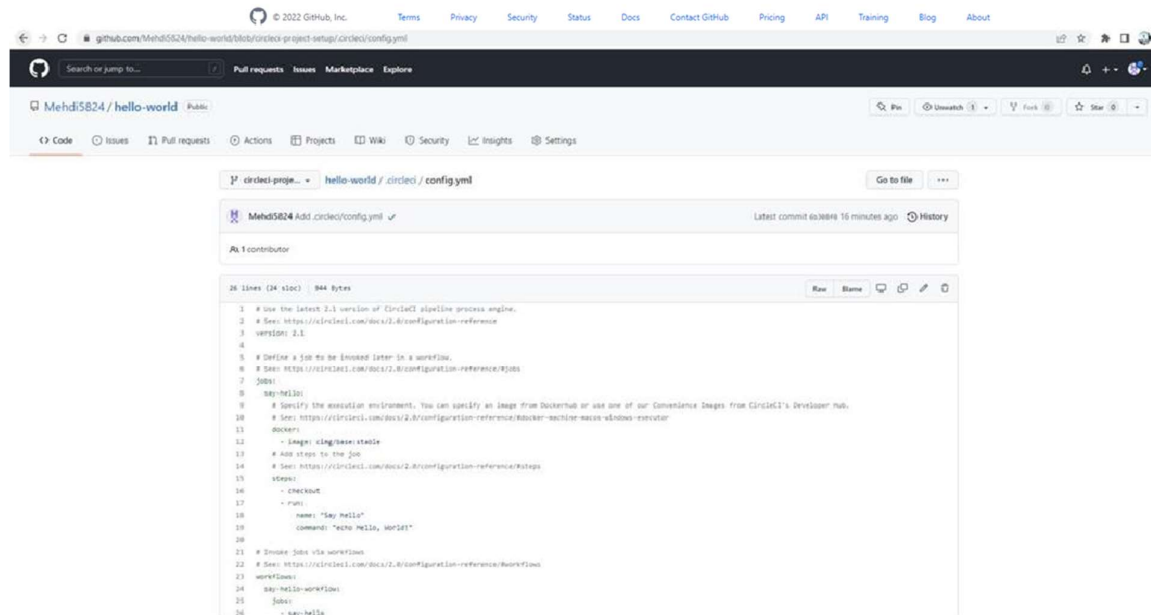 © 2022 GitHub, Inc. Terms Privacy Security Status Docs Contact GitHub Pricing API Training Blog About
github.com/Mehdi5824/hello-world/blob/circleci-project-setup/.circleci/config.yml
Search or jump to... / Pull requests Issues Marketplace Explore
Mehdi5824 / hello-world Public Pin Unwatch 1 Fork 0 Star 0
Code Issues Pull requests Actions Projects Wiki Security Insights Settings
circleci-proje... hello-world / .circleci / config.yml Go to file ...
Mehdi5824 Add .circleci/config.yml Latest commit 16 minutes ago History
1 contributor
26 lines (24 sloc) 944 Bytes Raw Blame
1 # Use the latest 2.1 version of CircleCI pipeline process engine.
2 # See: https://circleci.com/docs/2.0/configuration-reference
3 version: 2.1
4
5 # Define a job to be invoked later in a workflow.
6 # See: https://circleci.com/docs/2.0/configuration-reference/#jobs
7 jobs:
8 say-hello:
9 # Specify the execution environment. You can specify an image from Dockerhub or use one of our Convenience Images from CircleCI's Developer Hub.
10 # See: https://circleci.com/docs/2.0/configuration-reference/#docker-machine-macos-windows-executor
11 docker:
12 - image: cimg/base:stable
13 # Add steps to the job
14 # See: https://circleci.com/docs/2.0/configuration-reference/#steps
15 steps:
16 - checkout
17 - run:
18 name: "Say hello"
19 command: "echo Hello, World!"
20
21 # Invoke jobs via workflows
22 # See: https://circleci.com/docs/2.0/configuration-reference/#workflows
23 workflows:
24 say-hello-workflow:
25 jobs:
26 - say-hello